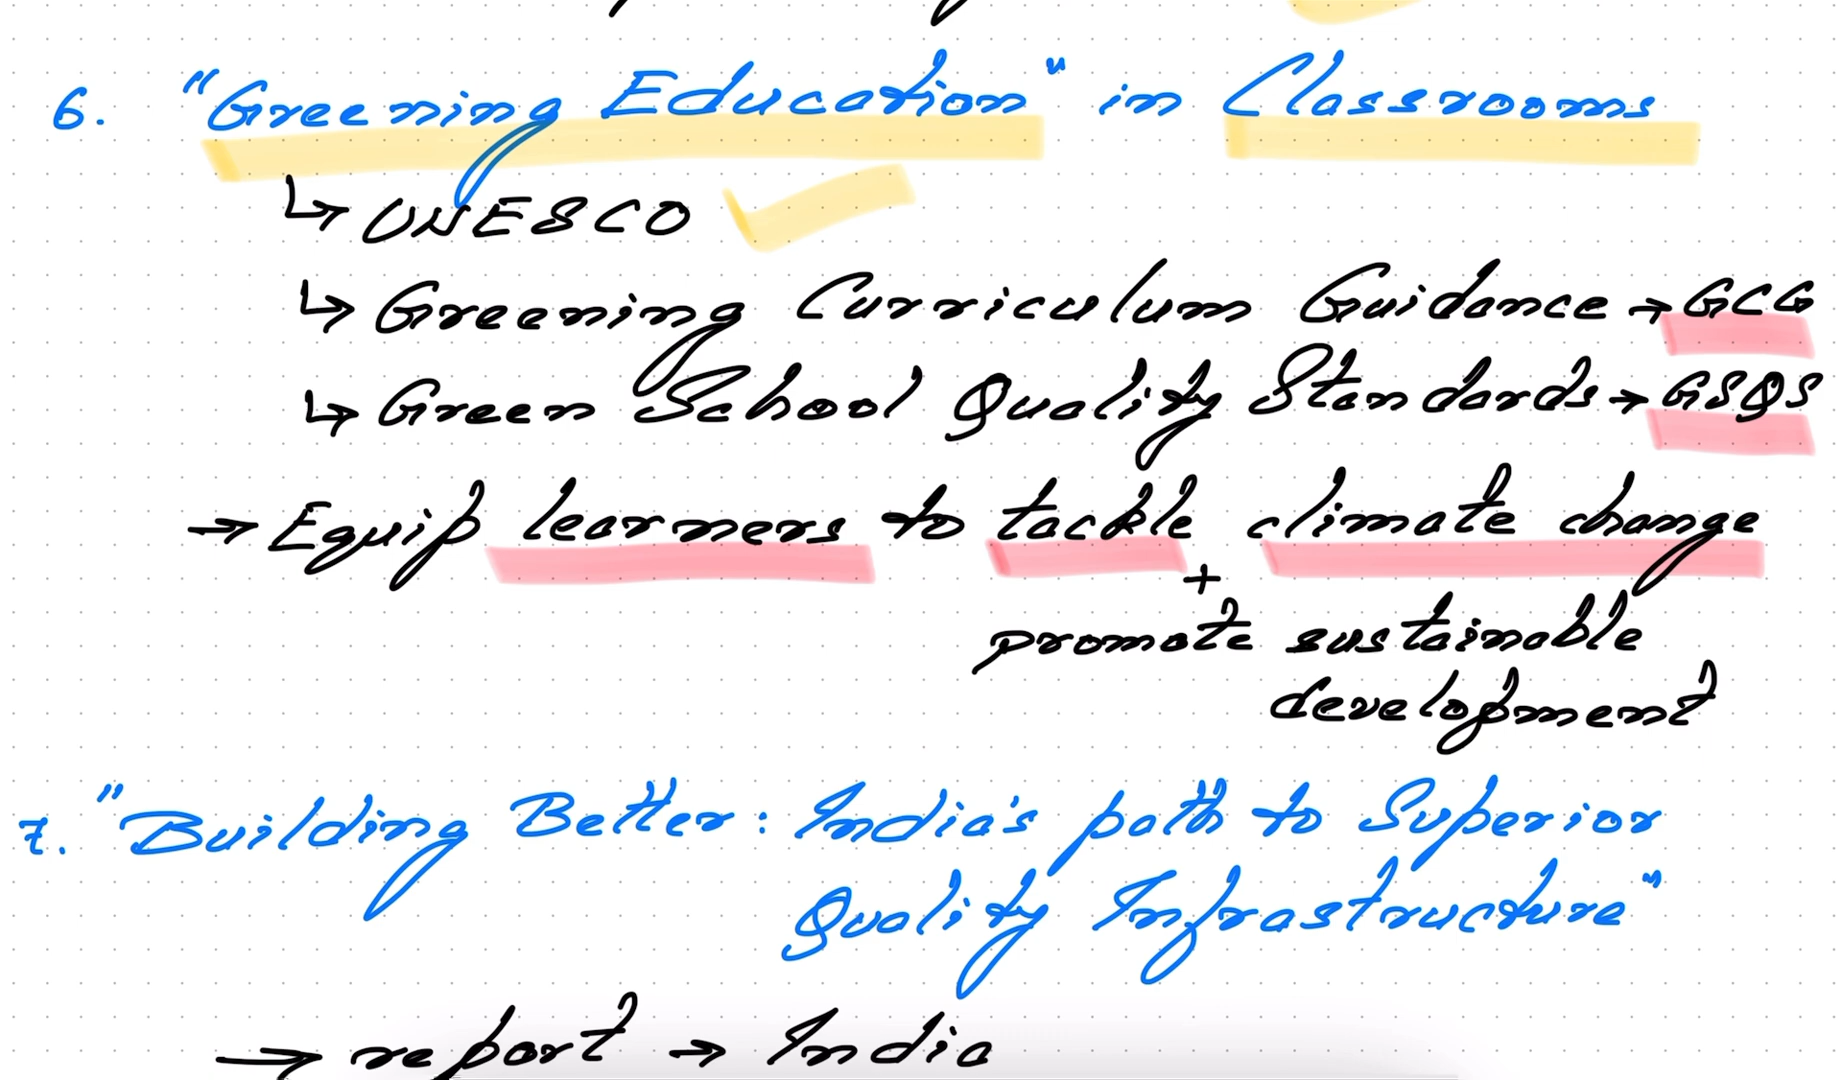 6. "Greening Education" in Classrooms
↳ UNESCO
↳ Greening Curriculum Guidance → GCG
↳ Green School Quality Standards → GSQS
→ Equip learners to tackle climate change
+
promote sustainable
development
7. "Building Better: India's path to Superior
Quality Infrastructure"
→ report → India